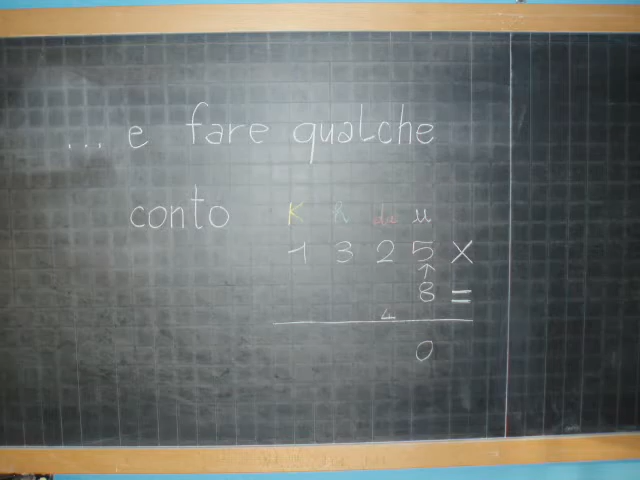 ... e fare qualche
conto K h da u
1 3 2 5 X
↑
8 =
4
0